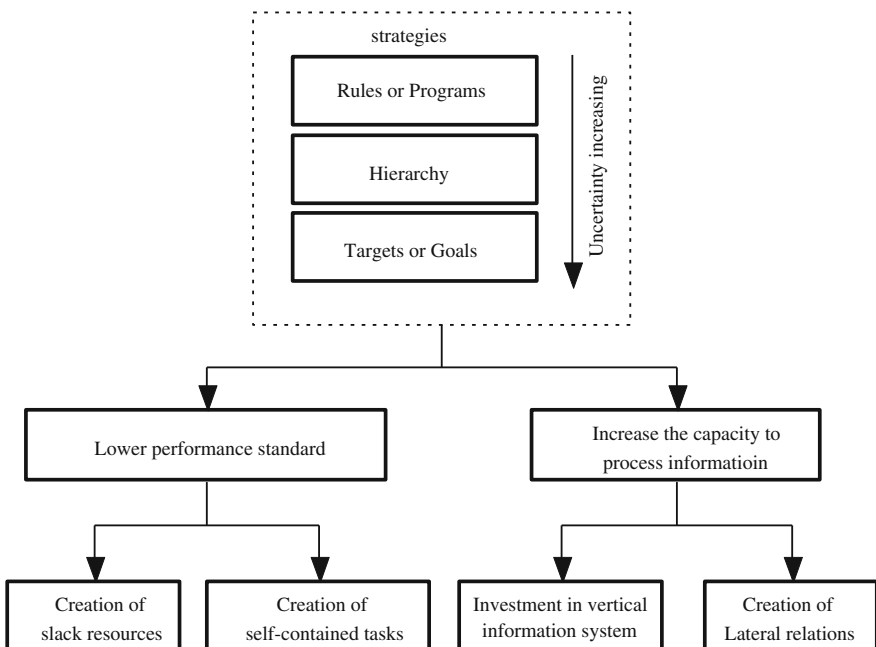 strategies
Rules or Programs
Hierarchy
Targets or Goals
Uncertainty increasing
Lower performance standard
Increase the capacity to
process informatioin
Creation of
slack resources
Creation of
self-contained tasks
Investment in vertical
information system
Creation of
Lateral relations